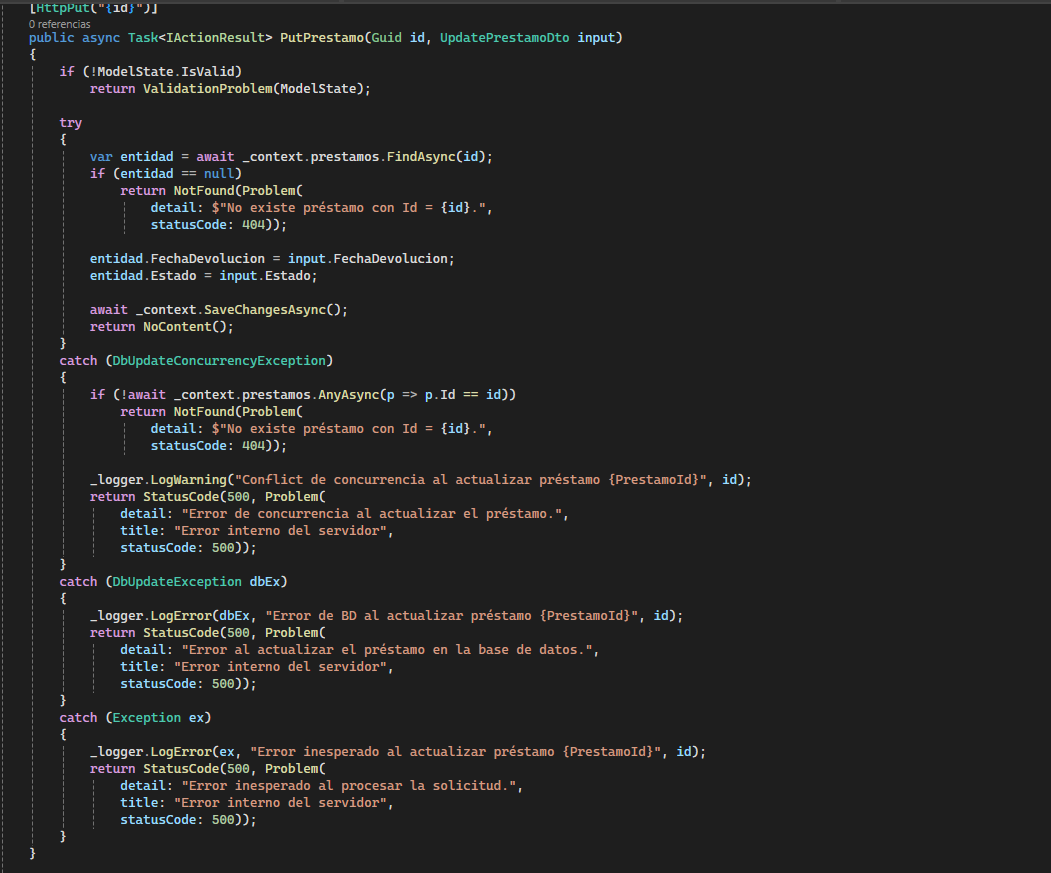 [HttpPut("{id}")]
0 referencias
public async Task<IActionResult> PutPrestamo(Guid id, UpdatePrestamoDto input)
{
if (!ModelState.IsValid)
return ValidationProblem(ModelState);
try
{
var entidad = await _context.prestamos.FindAsync(id);
if (entidad == null)
return NotFound(Problem(
detail: $"No existe préstamo con Id = {id}.",
statusCode: 404));
entidad.FechaDevolucion = input.FechaDevolucion;
entidad.Estado = input.Estado;
await _context.SaveChangesAsync();
return NoContent();
}
catch (DbUpdateConcurrencyException)
{
if (!await _context.prestamos.AnyAsync(p => p.Id == id))
return NotFound(Problem(
detail: $"No existe préstamo con Id = {id}.",
statusCode: 404));
_logger.LogWarning("Conflict de concurrencia al actualizar préstamo {PrestamoId}", id);
return StatusCode(500, Problem(
detail: "Error de concurrencia al actualizar el préstamo.",
title: "Error interno del servidor",
statusCode: 500));
}
catch (DbUpdateException dbEx)
{
_logger.LogError(dbEx, "Error de BD al actualizar préstamo {PrestamoId}", id);
return StatusCode(500, Problem(
detail: "Error al actualizar el préstamo en la base de datos.",
title: "Error interno del servidor",
statusCode: 500));
}
catch (Exception ex)
{
_logger.LogError(ex, "Error inesperado al actualizar préstamo {PrestamoId}", id);
return StatusCode(500, Problem(
detail: "Error inesperado al procesar la solicitud.",
title: "Error interno del servidor",
statusCode: 500));
}
}